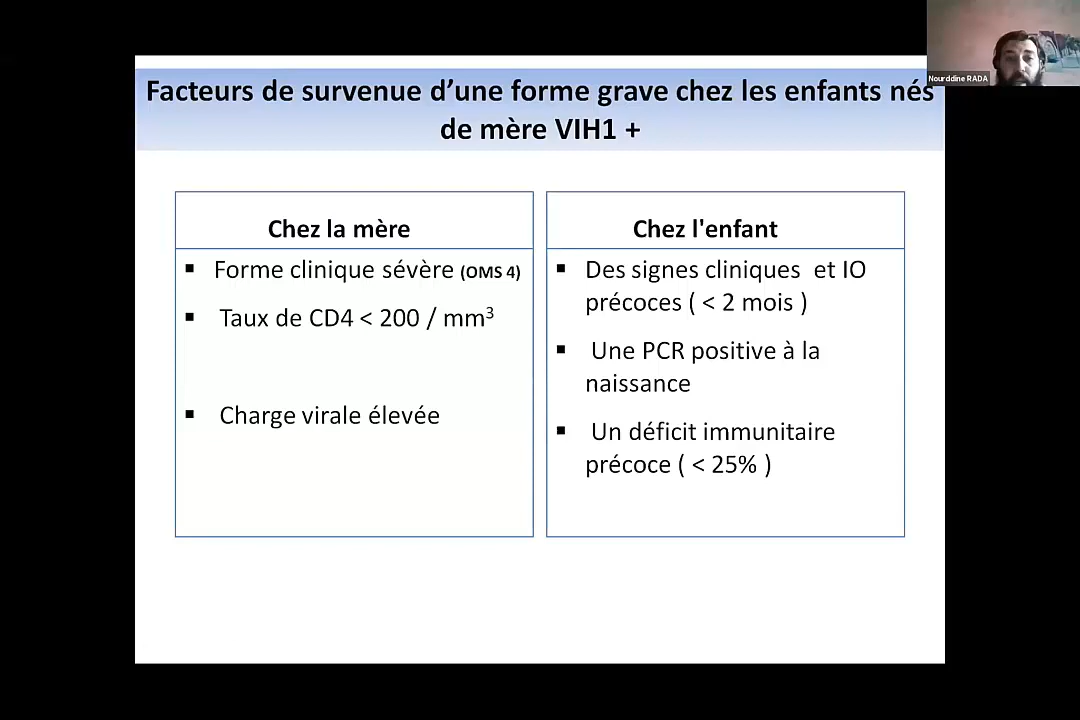 Nourddine RADA
Facteurs de survenue d’une forme grave chez les enfants nés
de mère VIH1 +
Chez la mère
▪ Forme clinique sévère (OMS 4)
▪ Taux de CD4 < 200 / mm³
▪ Charge virale élevée
Chez l'enfant
▪ Des signes cliniques et IO
précoces ( < 2 mois )
▪ Une PCR positive à la
naissance
▪ Un déficit immunitaire
précoce ( < 25% )